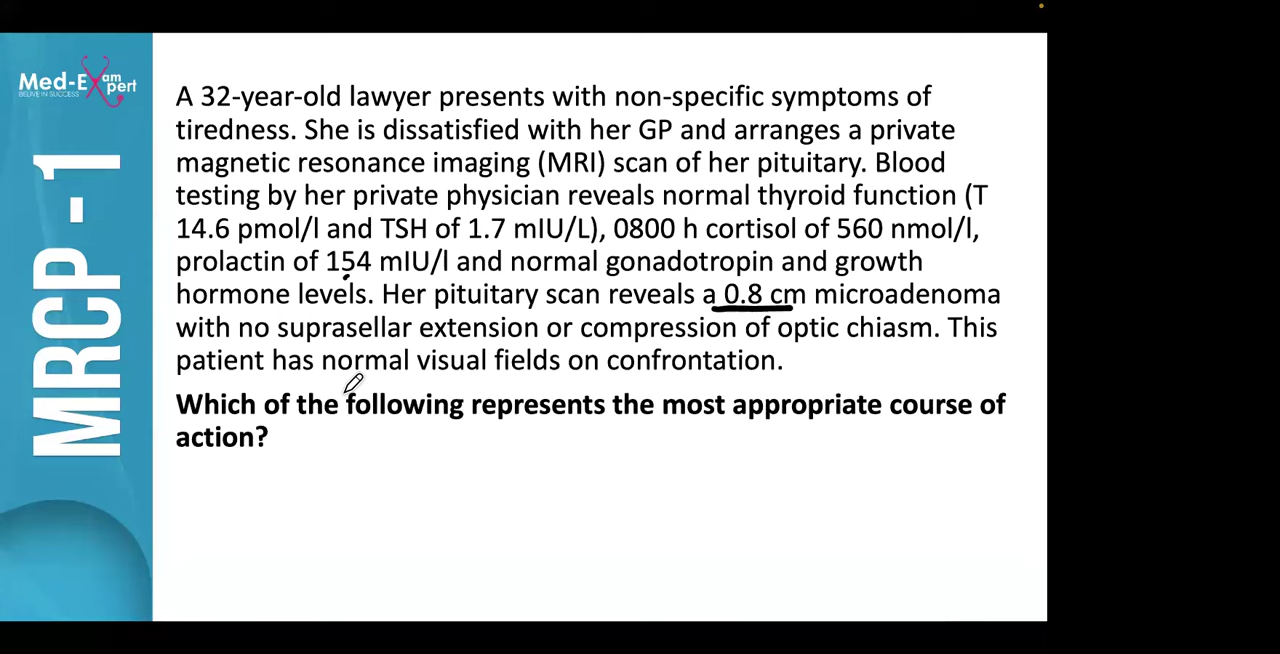 Med-Exam
pert
BELIVE IN SUCCESS
MRCP - 1
A 32-year-old lawyer presents with non-specific symptoms of
tiredness. She is dissatisfied with her GP and arranges a private
magnetic resonance imaging (MRI) scan of her pituitary. Blood
testing by her private physician reveals normal thyroid function (T
14.6 pmol/l and TSH of 1.7 mIU/L), 0800 h cortisol of 560 nmol/l,
prolactin of 154 mIU/l and normal gonadotropin and growth
hormone levels. Her pituitary scan reveals a 0.8 cm microadenoma
with no suprasellar extension or compression of optic chiasm. This
patient has normal visual fields on confrontation.
Which of the following represents the most appropriate course of
action?